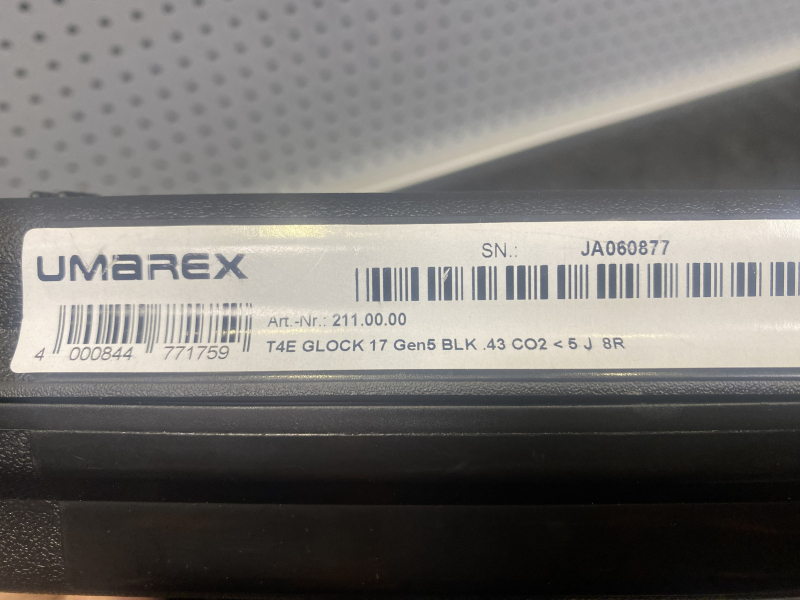 UMAREX
SN.: JA060877
Art.-Nr.: 211.00.00
T4E GLOCK 17 Gen5 BLK .43 CO2 < 5 J 8R
4 000844 771759